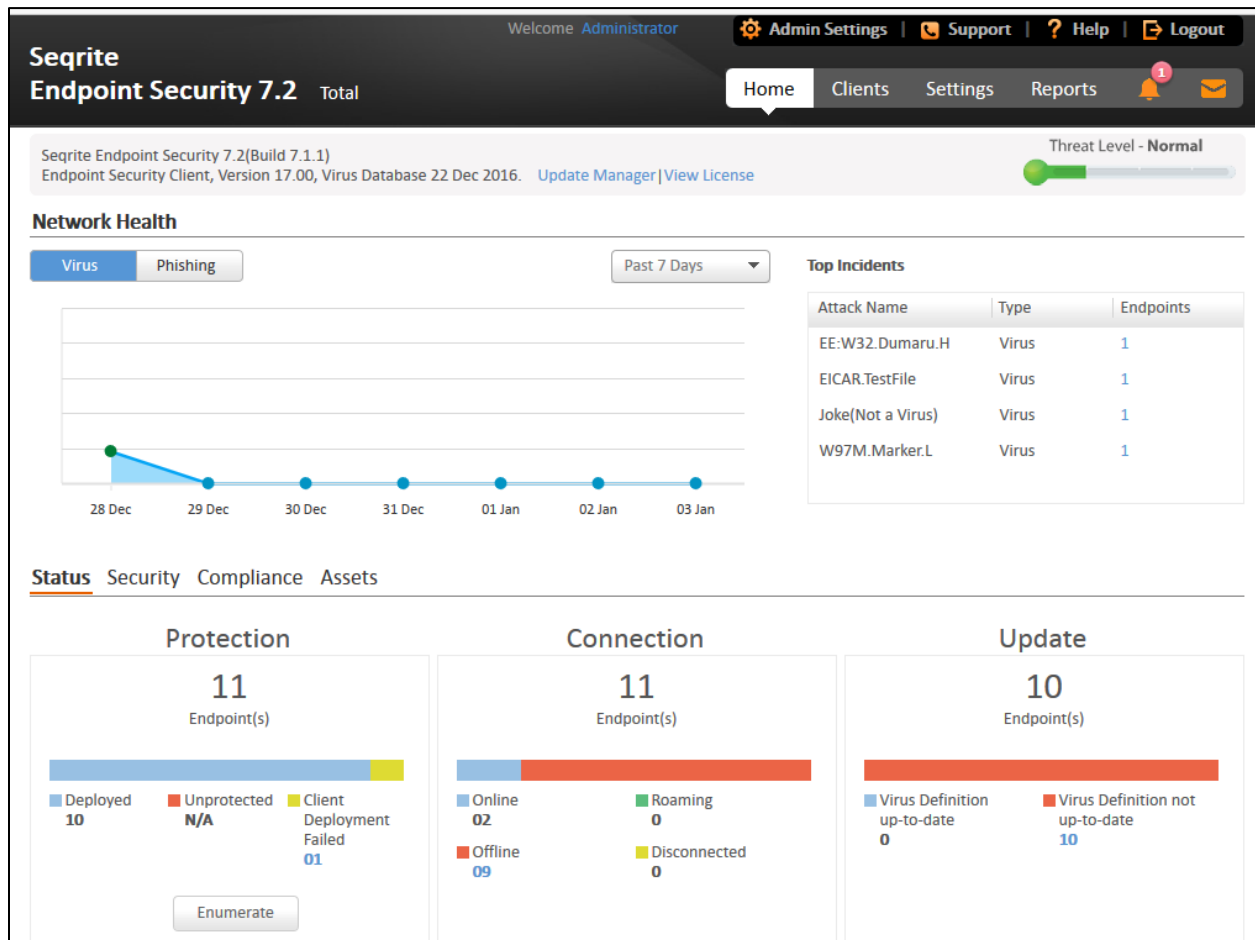 Welcome Administrator
Admin Settings | Support | ? Help | Logout
Seqrite
Endpoint Security 7.2 Total
Home Clients Settings Reports 1
Seqrite Endpoint Security 7.2(Build 7.1.1)
Endpoint Security Client, Version 17.00, Virus Database 22 Dec 2016. Update Manager|View License
Threat Level - Normal
Network Health
Virus Phishing Past 7 Days
28 Dec 29 Dec 30 Dec 31 Dec 01 Jan 02 Jan 03 Jan
Top Incidents
Attack Name Type Endpoints
EE:W32.Dumaru.H Virus 1
EICAR.TestFile Virus 1
Joke(Not a Virus) Virus 1
W97M.Marker.L Virus 1
Status Security Compliance Assets
Protection
11
Endpoint(s)
Deployed
10
Unprotected
N/A
Client
Deployment
Failed
01
Enumerate
Connection
11
Endpoint(s)
Online
02
Roaming
0
Offline
09
Disconnected
0
Update
10
Endpoint(s)
Virus Definition
up-to-date
0
Virus Definition not
up-to-date
10